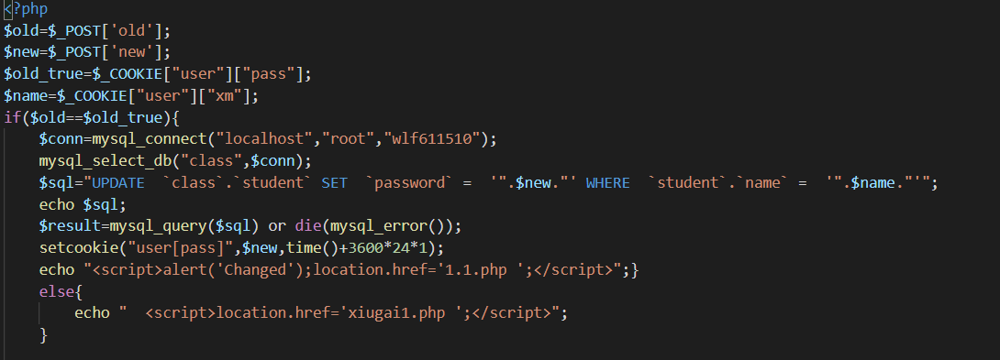 <?php
$old=$_POST['old'];
$new=$_POST['new'];
$old_true=$_COOKIE["user"]["pass"];
$name=$_COOKIE["user"]["xm"];
if($old==$old_true){
    $conn=mysql_connect("localhost","root","wlf611510");
    mysql_select_db("class",$conn);
    $sql="UPDATE  `class`.`student` SET  `password` =  '".$new."' WHERE  `student`.`name` =  '".$name."'";
    echo $sql;
    $result=mysql_query($sql) or die(mysql_error());
    setcookie("user[pass]",$new,time()+3600*24*1);
    echo "<script>alert('Changed');location.href='1.1.php ';</script>";}
    else{
        echo "  <script>location.href='xiugai1.php ';</script>";
    }